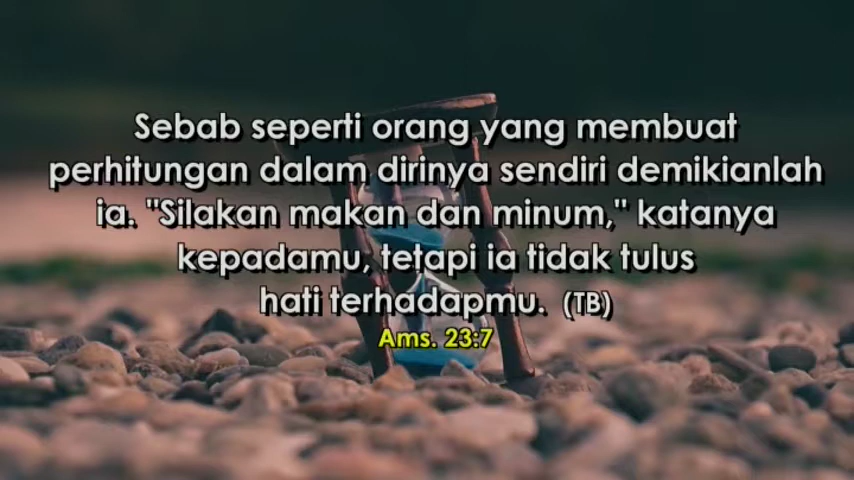 Sebab seperti orang yang membuat
perhitungan dalam dirinya sendiri demikianlah
ia. "Silakan makan dan minum," katanya
kepadamu, tetapi ia tidak tulus
hati terhadapmu. (TB)
Ams. 23:7